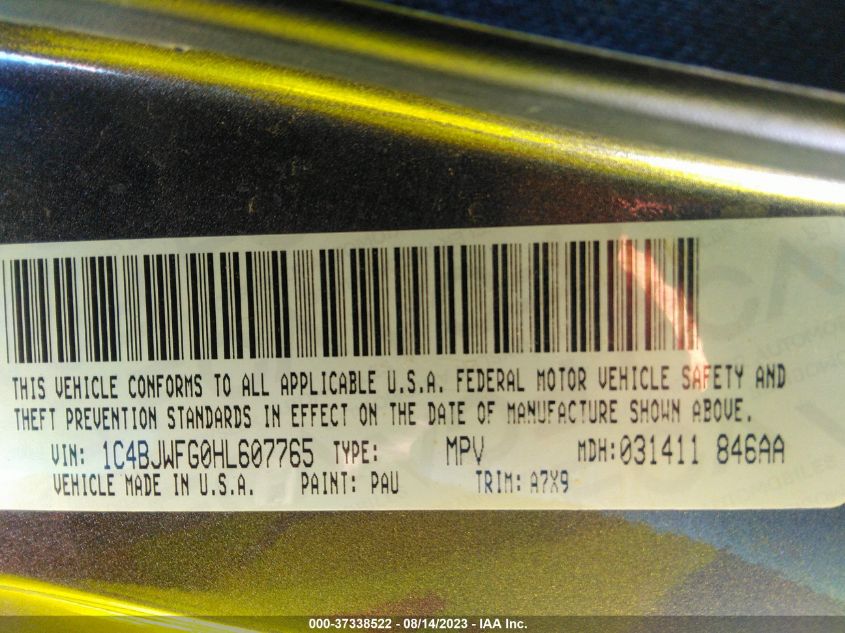 THIS VEHICLE CONFORMS TO ALL APPLICABLE U.S.A. FEDERAL MOTOR VEHICLE SAFETY AND
THEFT PREVENTION STANDARDS IN EFFECT ON THE DATE OF MANUFACTURE SHOWN ABOVE.
VIN: 1C4BJWFG0HL607765 TYPE: MPV MDH:031411 846AA
VEHICLE MADE IN U.S.A. PAINT: PAU TRIM: A7X9
000-37338522 - 08/14/2023 - IAA Inc.